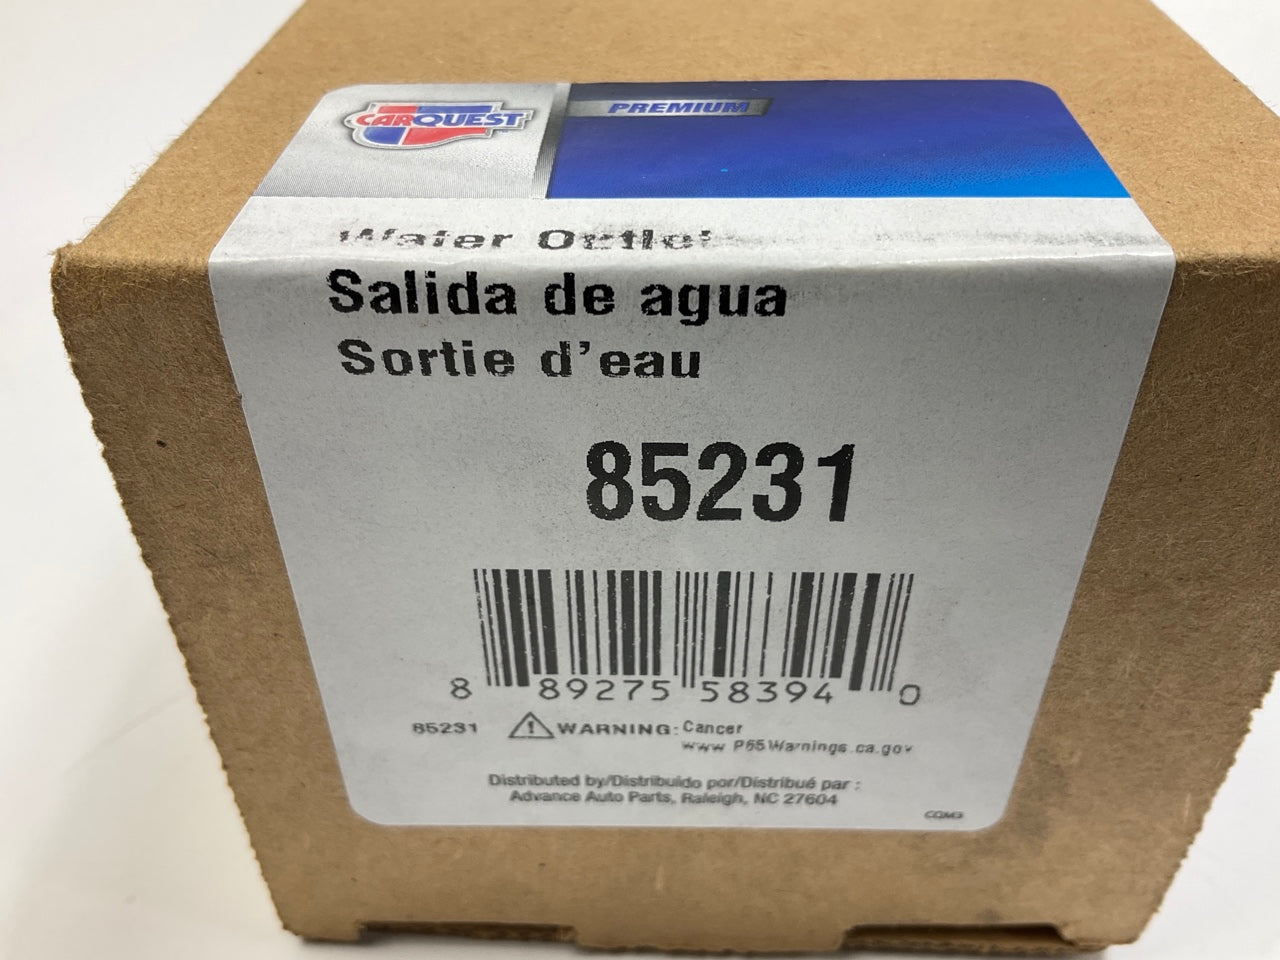 CARQUEST
PREMIUM
Water Outlet
Salida de agua
Sortie d'eau
85231
8 89275 58394 0
85231 WARNING: Cancer
www P65Warnings.ca.gov
Distributed by/Distribuido por/Distribué par :
Advance Auto Parts, Raleigh, NC 27604
CQM3